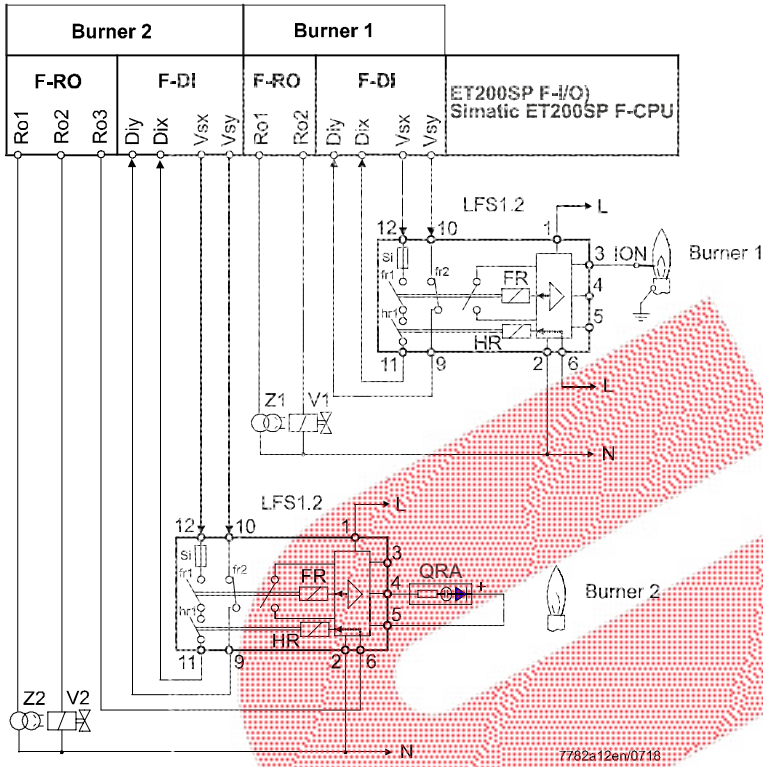 Burner 2
Burner 1
F-RO
F-DI
F-RO
F-DI
ET200SP F-I/O)
Simatic ET200SP F-CPU
Ro1
Ro2
Ro3
Diy
Dix
Vsx
Vsy
Ro1
Ro2
Diy
Dix
Vsx
Vsy
LFS1.2
12
10
1
L
Si
fr1
fr2
FR
hr1
HR
3
ION
Burner 1
4
5
11
9
2
6
L
Z1
V1
N
LFS1.2
12
10
1
L
Si
fr1
fr2
FR
hr1
HR
3
4
QRA
+
5
Burner 2
11
9
2
6
Z2
V2
N
7782a12en/0718